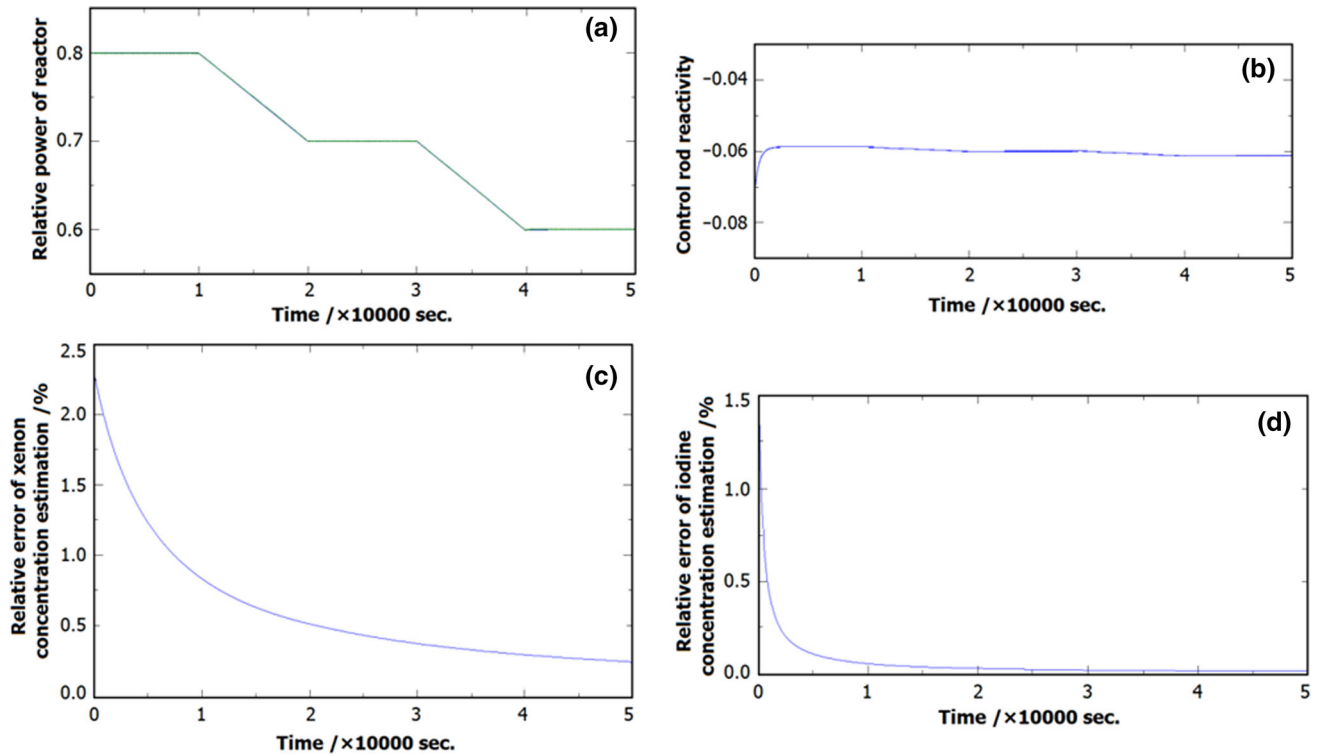 (a)
Relative power of reactor
0.8
0.7
0.6
0 1 2 3 4 5
Time /×10000 sec.
(b)
Control rod reactivity
−0.04
−0.06
−0.08
0 1 2 3 4 5
Time /×10000 sec.
(c)
Relative error of xenon
concentration estimation /%
2.5
2.0
1.5
1.0
0.5
0.0
0 1 2 3 4 5
Time /×10000 sec.
(d)
Relative error of iodine
concentration estimation /%
1.5
1.0
0.5
0.0
0 1 2 3 4 5
Time /×10000 sec.